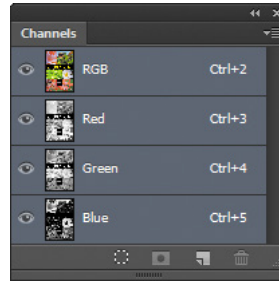 Channels
RGB Ctrl+2
Red Ctrl+3
Green Ctrl+4
Blue Ctrl+5